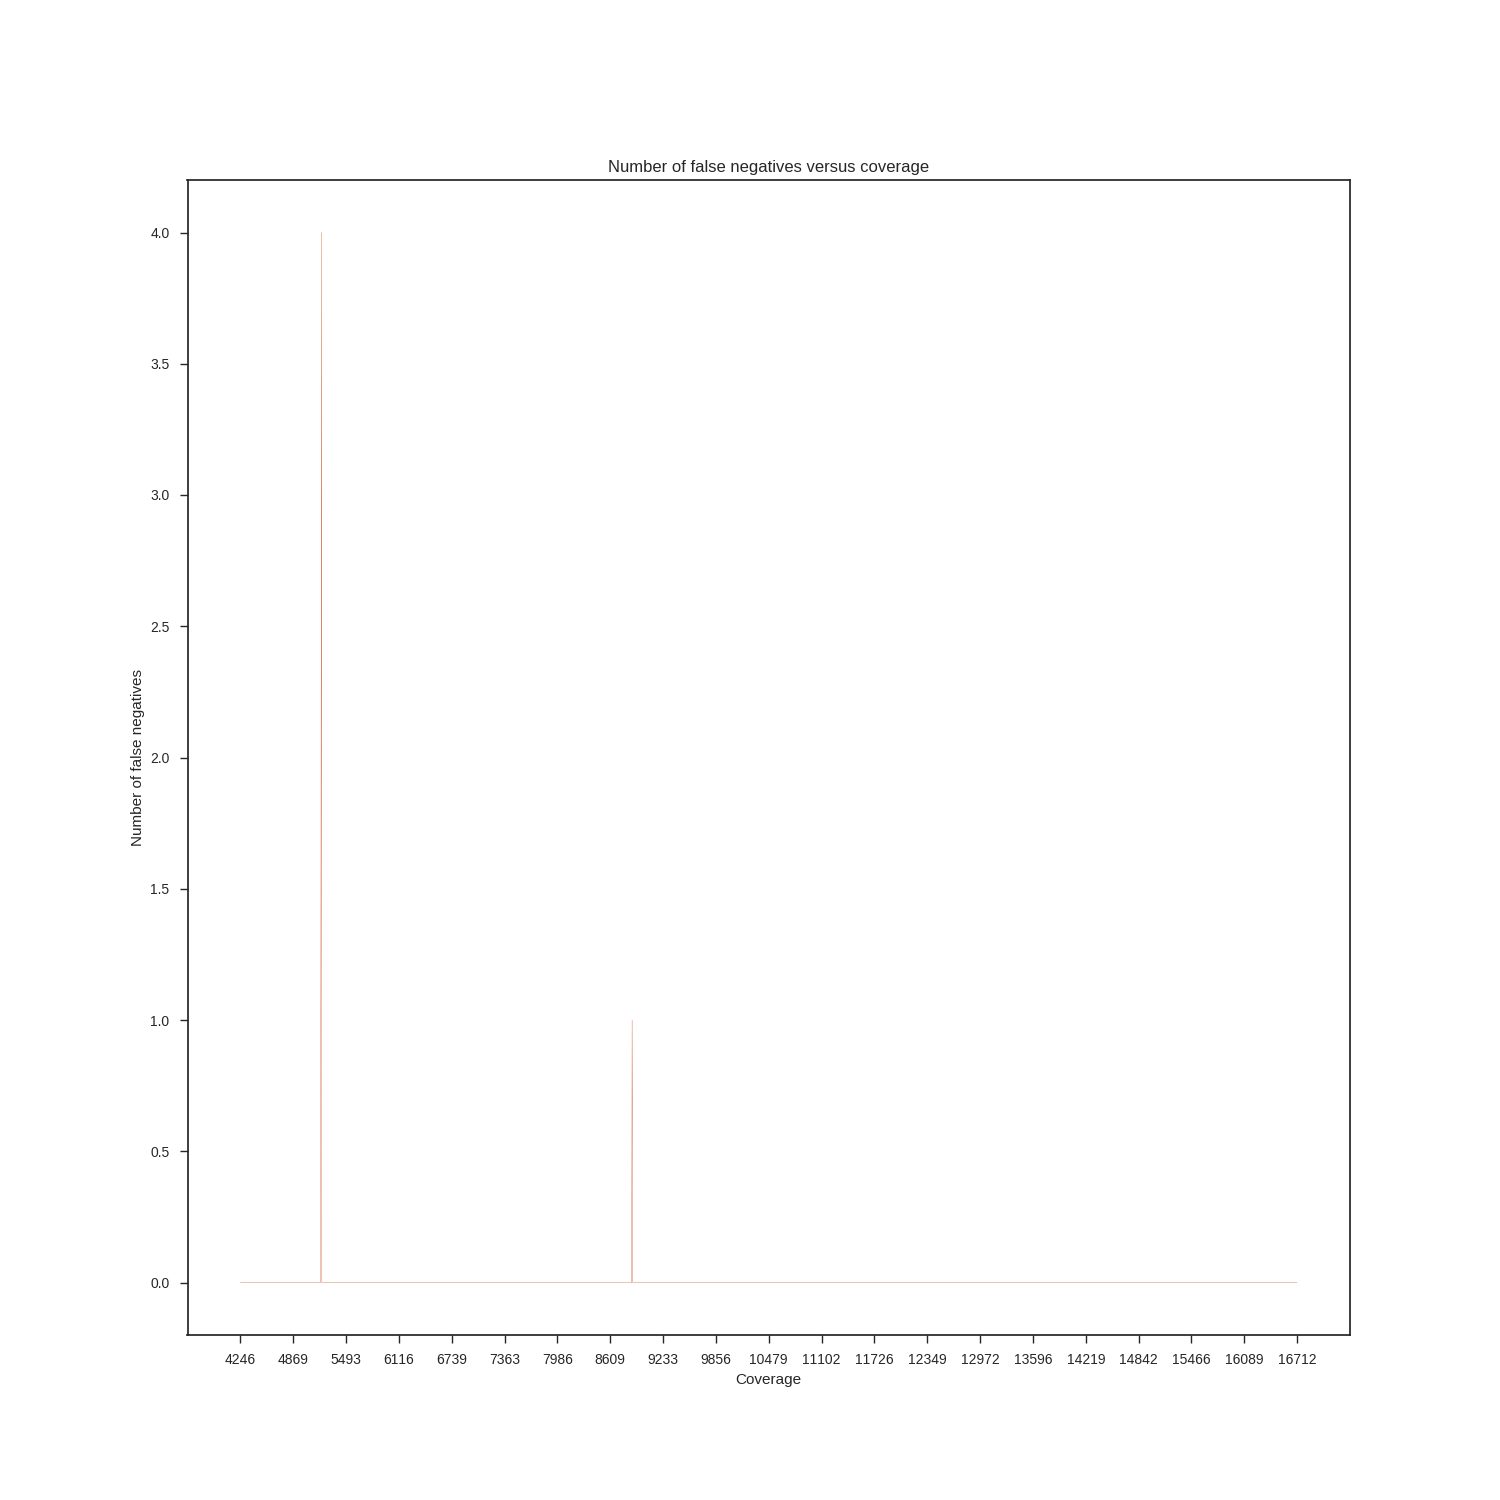 Number of false negatives versus coverage
4.0
3.5
3.0
2.5
2.0
1.5
1.0
0.5
0.0
Number of false negatives
4246 4869 5493 6116 6739 7363 7986 8609 9233 9856 10479 11102 11726 12349 12972 13596 14219 14842 15466 16089 16712
Coverage